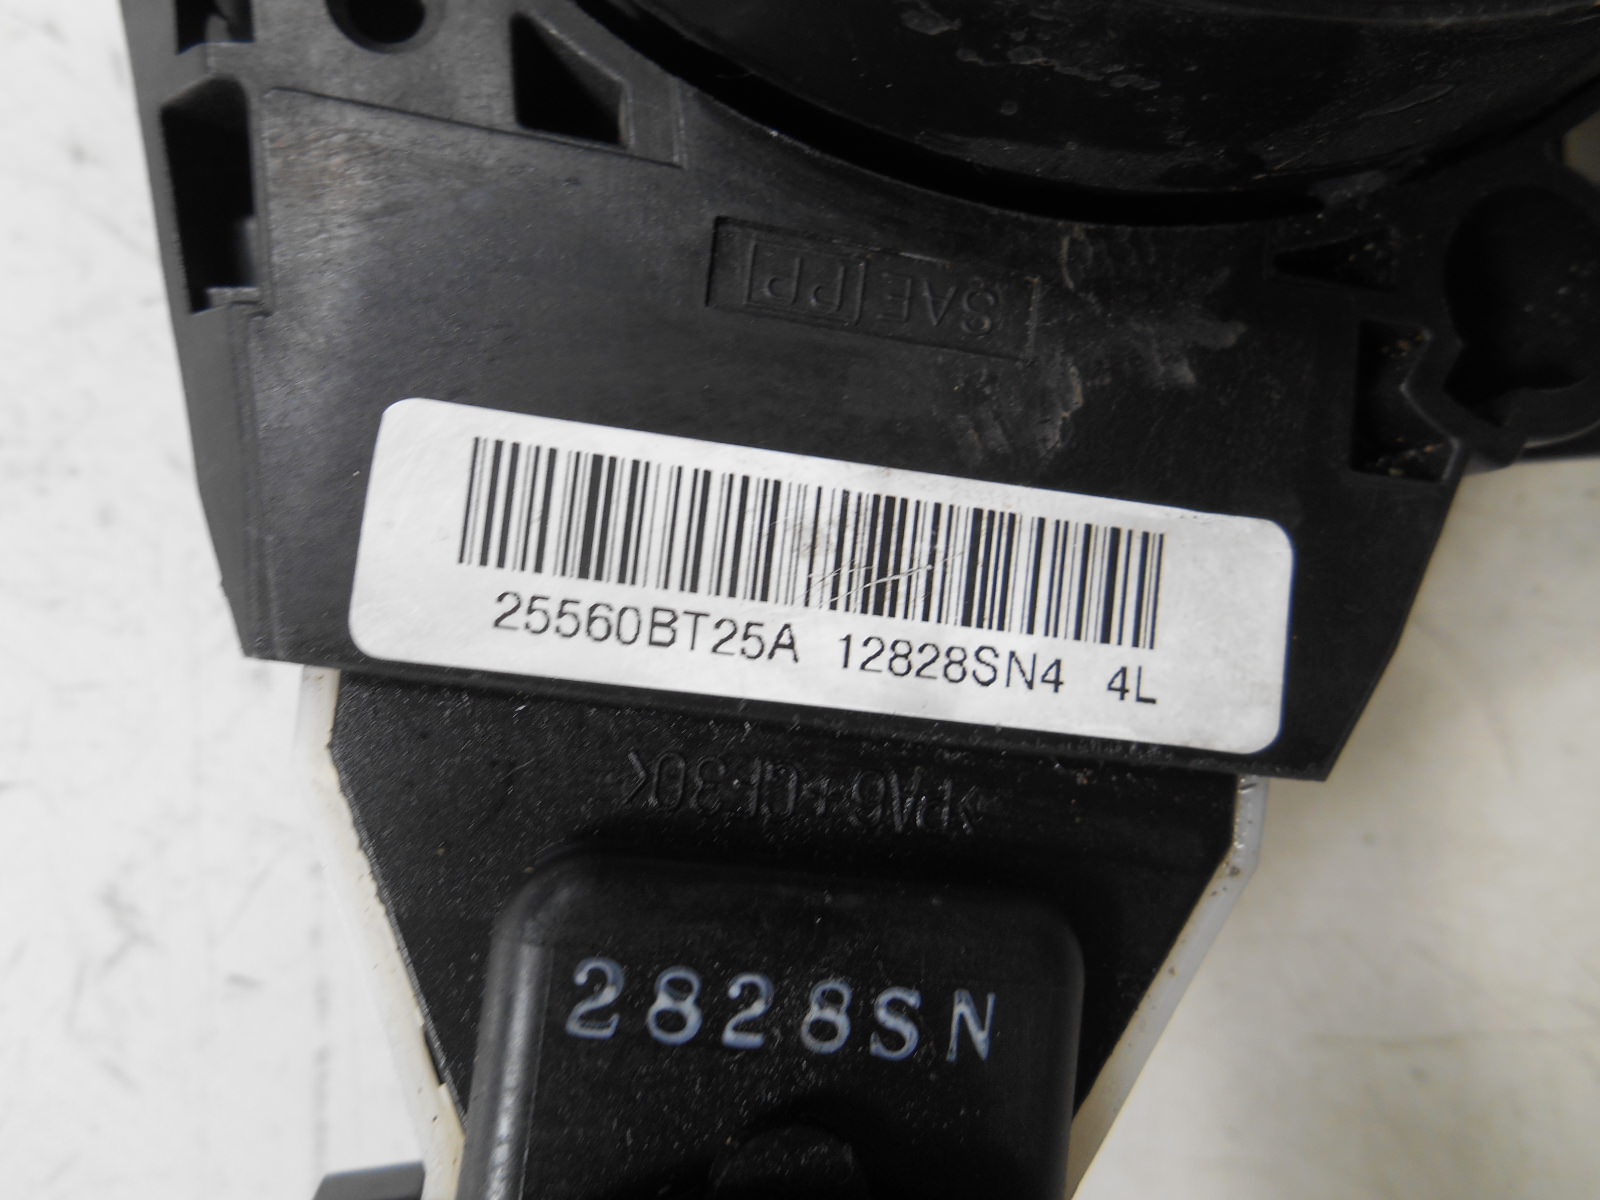 SAE PP
25560BT25A 12828SN4 4L
>PA6+GF30<
2828SN